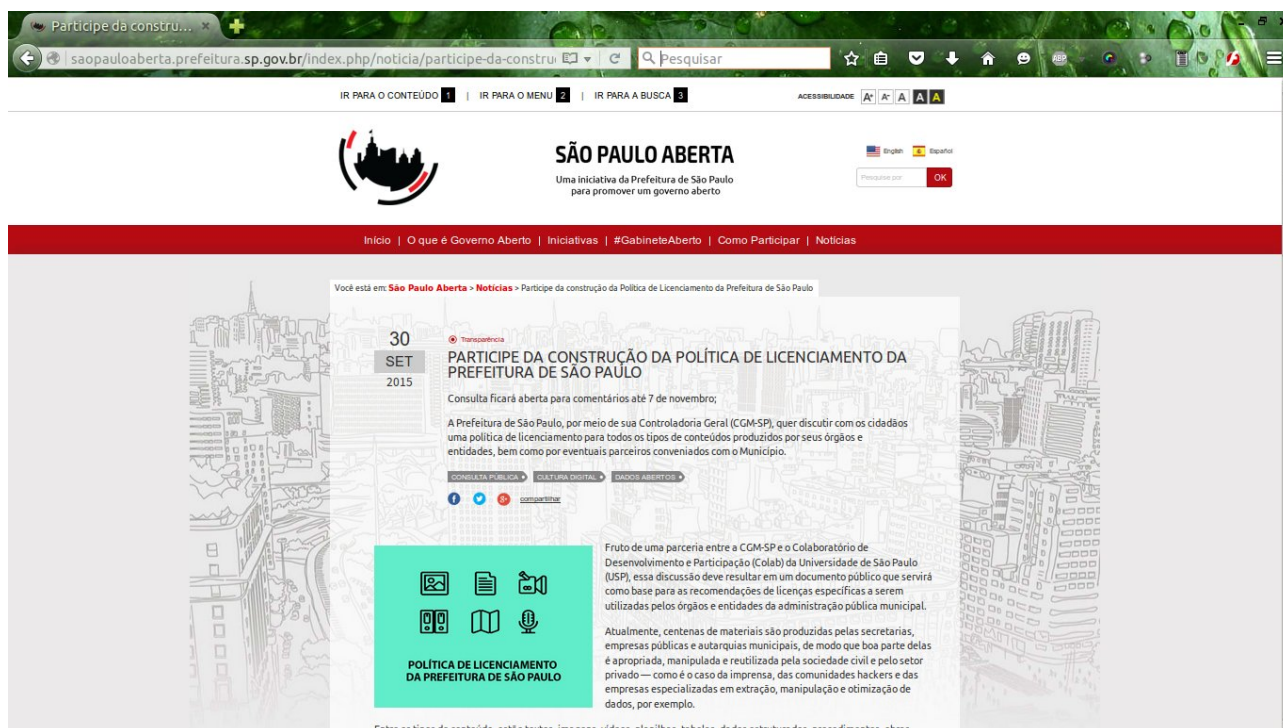 Participe da constru...
saopauloaberta.prefeitura.sp.gov.br/index.php/noticia/participe-da-constru
Pesquisar
ABP
IR PARA O CONTEÚDO 1 | IR PARA O MENU 2 | IR PARA A BUSCA 3
ACESSIBILIDADE A+ A- A A A
SÃO PAULO ABERTA
Uma iniciativa da Prefeitura de São Paulo
para promover um governo aberto
English Español
Pesquise por OK
Início | O que é Governo Aberto | Iniciativas | #GabineteAberto | Como Participar | Notícias
Você está em: São Paulo Aberta > Notícias > Participe da construção da Política de Licenciamento da Prefeitura de São Paulo
30
SET
2015
Transparência
PARTICIPE DA CONSTRUÇÃO DA POLÍTICA DE LICENCIAMENTO DA
PREFEITURA DE SÃO PAULO
Consulta ficará aberta para comentários até 7 de novembro;
A Prefeitura de São Paulo, por meio de sua Controladoria Geral (CGM-SP), quer discutir com os cidadãos
uma política de licenciamento para todos os tipos de conteúdos produzidos por seus órgãos e
entidades, bem como por eventuais parceiros conveniados com o Município.
CONSULTA PÚBLICA CULTURA DIGITAL DADOS ABERTOS
compartilhar
POLÍTICA DE LICENCIAMENTO
DA PREFEITURA DE SÃO PAULO
Fruto de uma parceria entre a CGM-SP e o Colaboratório de
Desenvolvimento e Participação (Colab) da Universidade de São Paulo
(USP), essa discussão deve resultar em um documento público que servirá
como base para as recomendações de licenças específicas a serem
utilizadas pelos órgãos e entidades da administração pública municipal.
Atualmente, centenas de materiais são produzidas pelas secretarias,
empresas públicas e autarquias municipais, de modo que boa parte delas
é apropriada, manipulada e reutilizada pela sociedade civil e pelo setor
privado — como é o caso da imprensa, das comunidades hackers e das
empresas especializadas em extração, manipulação e otimização de
dados, por exemplo.